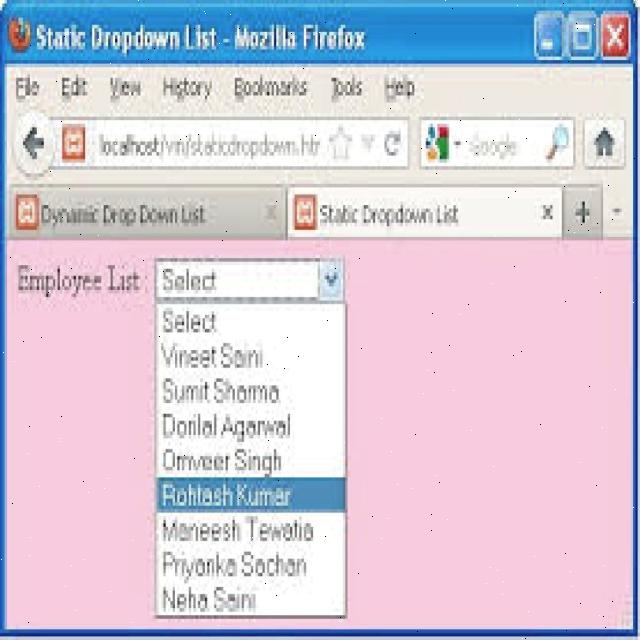 Static Dropdown List - Mozilla Firefox
File Edit View History Bookmarks Tools Help
localhost/vin/staticdropdown.htm Google
Dynamic Drop Down List Static Dropdown List
Employee List Select
Select
Vineet Saini
Sumit Sharma
Dorilal Agarwal
Omveer Singh
Rohtash Kumar
Maneesh Tewatia
Priyanka Sachan
Neha Saini